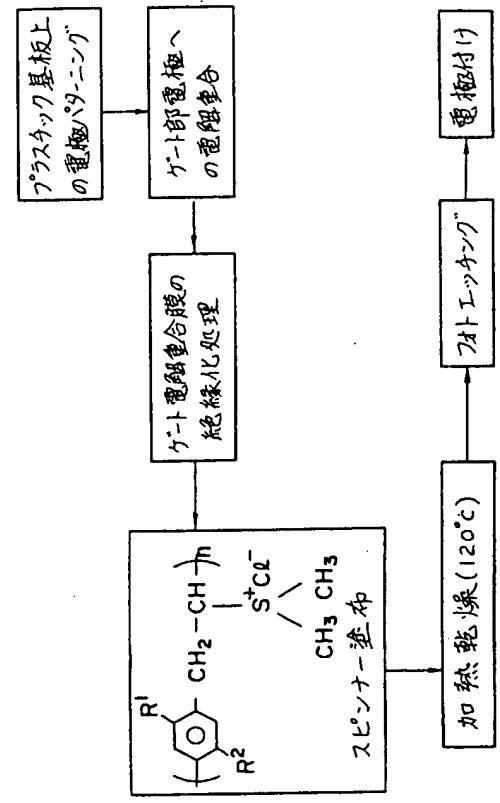 プラスチック基板上
の電極パターニング
ゲート部電極へ
の電解重合
ゲート電解重合膜の
絶縁化処理
R¹
R²
CH₂-CH
n
S⁺Cl⁻
CH₃ CH₃
スピンナー塗布
加熱乾燥(120°C)
フォトエッチング
電極付け